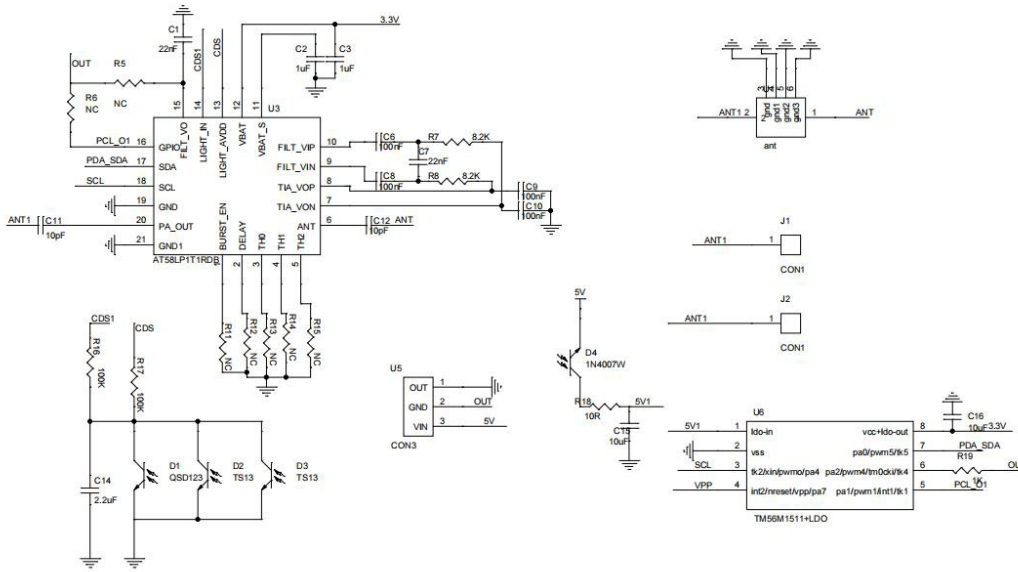 C1
22nF
3.3V
CDS1
CDS
C2
1uF
C3
1uF
OUT
R5
NC
R6
NC
U3
15
14
13
12
11
FILT_VO
LIGHT_IN
LIGHT_AVDD
VBAT
VBAT_S
PCL_O1 16 GPIO
PDA_SDA 17 SDA
SCL 18 SCL
19 GND
ANT1 C11 10pF 20 PA_OUT
21 GND1
FILT_VIP 10
FILT_VIN 9
TIA_VOP 8
TIA_VON 7
ANT 6
C6
100nF
R7 8.2K
C7
22nF
C8
100nF
R8 8.2K
C9
100nF
C10
100nF
C12 ANT
10pF
BURST_EN
DELAY
TH0
TH1
TH2
AT58LP1T1RDB
1
2
3
4
5
R11
NC
R12
NC
R13
NC
R14
NC
R15
NC
3
4
5
6
gnd
gnd1
gnd2
gnd3
ANT1 2 2
1 ANT
ant
J1
ANT1 1
CON1
J2
ANT1 1
CON1
CDS1
CDS
R16
100K
R17
100K
C14
2.2uF
D1
QSD123
D2
TS13
D3
TS13
U5
OUT 1
GND 2 OUT
VIN 3 5V
CON3
5V
D4
1N4007W
R18
10R
5V1
C15
10uF
U6
5V1 1 ldo-in
2 vss
SCL 3 tk2/xin/pwmo/pa4
VPP 4 int2/nreset/vpp/pa7
vcc+ldo-out 8
C16
10uF 3.3V
pa0/pwm5/tk5 7 PDA_SDA
pa2/pwm4/tm0cki/tk4 6
R19
1K
OU
pa1/pwm1/int1/tk1 5 PCL_O1
TM56M1511+LDO